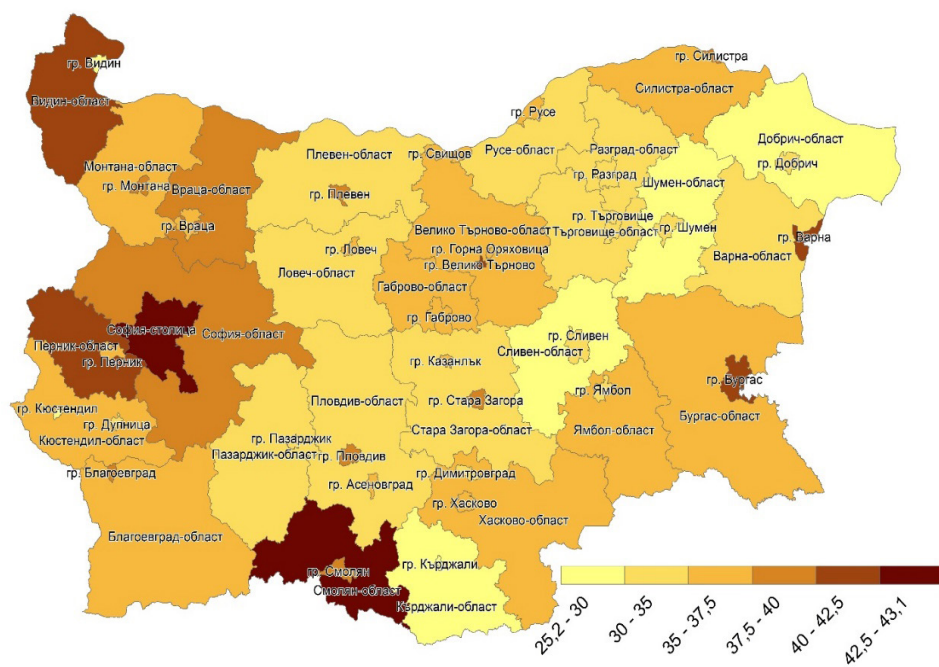 гр. Видин
Видин-област
гр. Силистра
Силистра-област
гр. Русе
Русе-област
Добрич-област
гр. Добрич
Плевен-област
гр. Свищов
Разград-област
гр. Разград
Монтана-област
гр. Монтана
Враца-област
гр. Плевен
Шумен-област
гр. Враца
Велико Търново-област
гр. Търговище
Търговище-област
гр. Шумен
гр. Варна
Варна-област
гр. Ловеч
Ловеч-област
гр. Горна Оряховица
гр. Велико Търново
Габрово-област
гр. Габрово
София-столица
София-област
Перник-област
гр. Перник
гр. Казанлък
гр. Сливен
Сливен-област
гр. Бургас
Бургас-област
гр. Кюстендил
гр. Дупница
Кюстендил-област
Пловдив-област
гр. Стара Загора
гр. Ямбол
Ямбол-област
Стара Загора-област
гр. Пазарджик
Пазарджик-област
гр. Пловдив
гр. Благоевград
гр. Асеновград
гр. Димитровград
гр. Хасково
Хасково-област
Благоевград-област
гр. Смолян
Смолян-област
гр. Кърджали
Кърджали-област
25,2 - 30
30 - 35
35 - 37,5
37,5 - 40
40 - 42,5
42,5 - 43,1